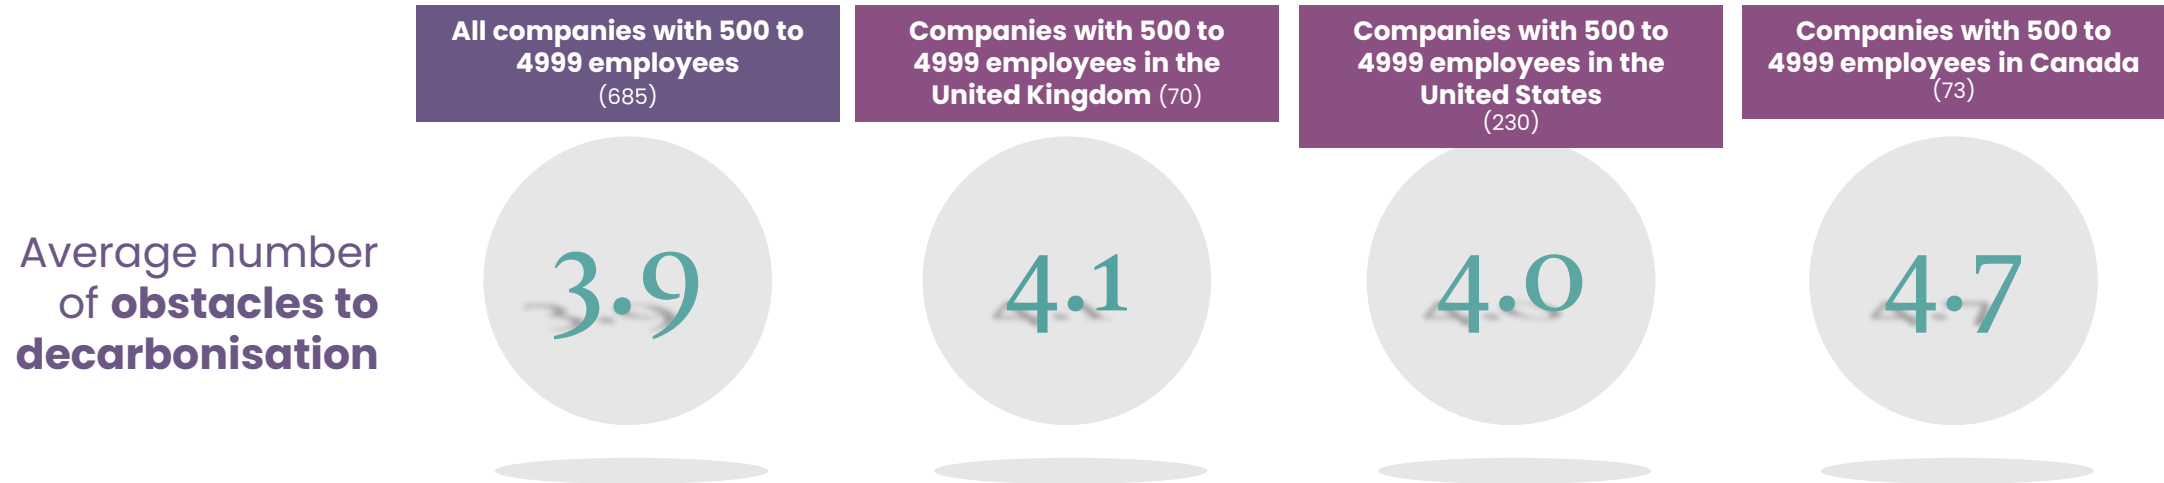 All companies with 500 to
4999 employees
(685)
Companies with 500 to
4999 employees in the
United Kingdom (70)
Companies with 500 to
4999 employees in the
United States
(230)
Companies with 500 to
4999 employees in Canada
(73)
Average number
of obstacles to
decarbonisation
3.9
4.1
4.0
4.7